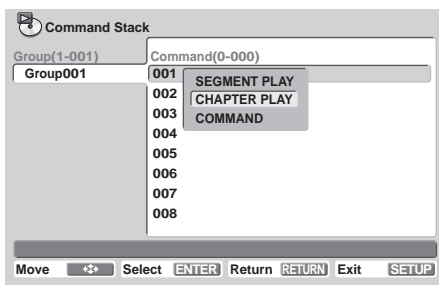 Command Stack
Group(1-001) Command(0-000)
Group001
001
SEGMENT PLAY
002
CHAPTER PLAY
003
COMMAND
004
005
006
007
008
Move Select ENTER Return RETURN Exit SETUP